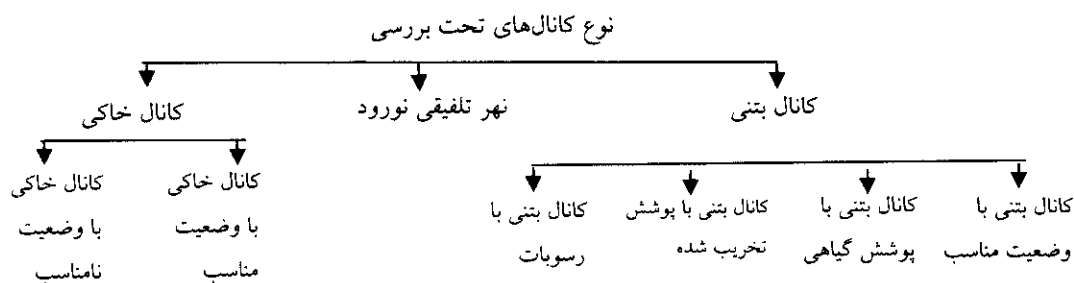 نوع کانال‌های تحت بررسی
کانال بتنی
نهر تلفیقی نورود
کانال خاکی
کانال بتنی با
وضعیت مناسب
کانال بتنی با
پوشش گیاهی
کانال بتنی با پوشش
تخریب شده
کانال بتنی با
رسوبات
کانال خاکی
با وضعیت
مناسب
کانال خاکی
با وضعیت
نامناسب